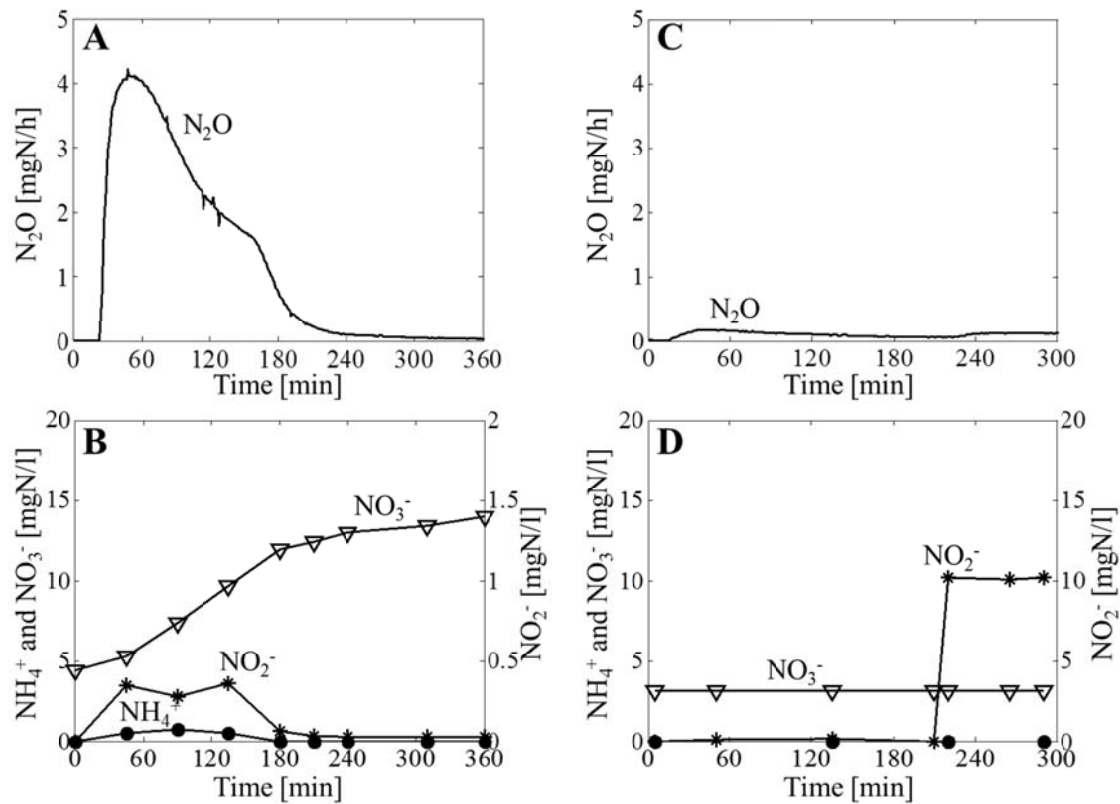 A
N₂O [mgN/h]
5
4
3
2
1
0
N₂O
0 60 120 180 240 300 360
Time [min]
C
N₂O [mgN/h]
5
4
3
2
1
0
N₂O
0 60 120 180 240 300
Time [min]
B
NH₄⁺ and NO₃⁻ [mgN/l]
20
15
10
5
0
NO₃⁻
NO₂⁻
NH₄⁺
2
1.5
1
0.5
0
NO₂⁻ [mgN/l]
0 60 120 180 240 300 360
Time [min]
D
NH₄⁺ and NO₃⁻ [mgN/l]
20
15
10
5
0
NO₂⁻
NO₃⁻
20
15
10
5
0
NO₂⁻ [mgN/l]
0 60 120 180 240 300
Time [min]